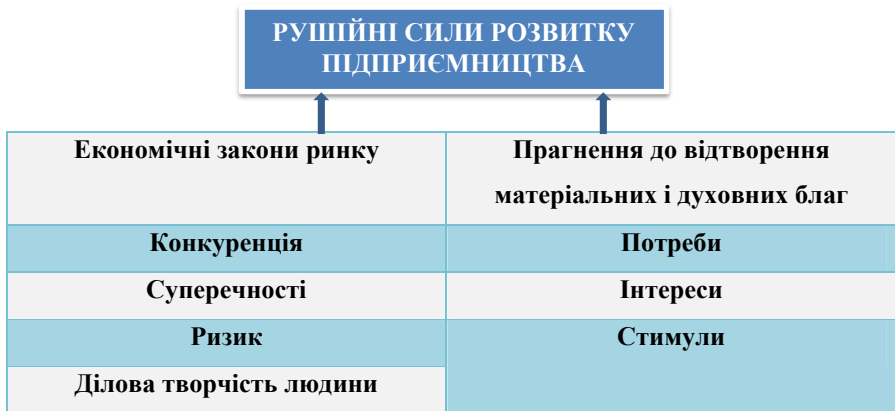 РУШІЙНІ СИЛИ РОЗВИТКУ
ПІДПРИЄМНИЦТВА
Економічні закони ринку
Прагнення до відтворення
матеріальних і духовних благ
Конкуренція
Потреби
Суперечності
Інтереси
Ризик
Стимули
Ділова творчість людини